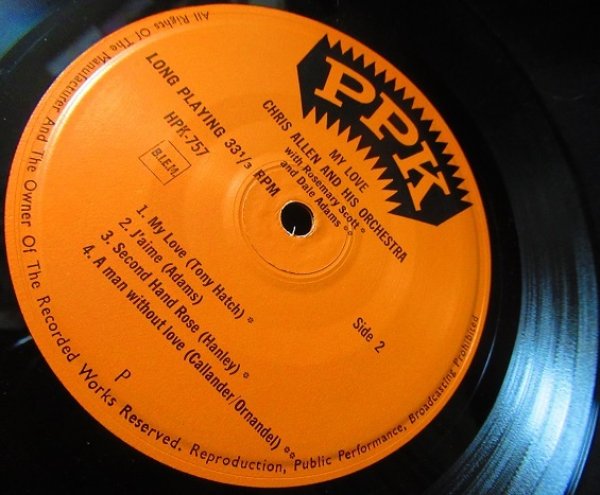 PPK
MY LOVE
CHRIS ALLEN AND HIS ORCHESTRA
with Rosemary Scott °
and Dale Adams °°
LONG PLAYING 33 1/3 RPM
HPK-757
B.I.E.M.
Side 2
1. My Love (Tony Hatch) °
2. J'aime (Adams)
3. Second Hand Rose (Hanley) °
4. A man without love (Callander/Ornandel) °°
P
All Rights Of The Manufacturer And The Owner Of The Recorded Works Reserved. Reproduction, Public Performance, Broadcasting Prohibited